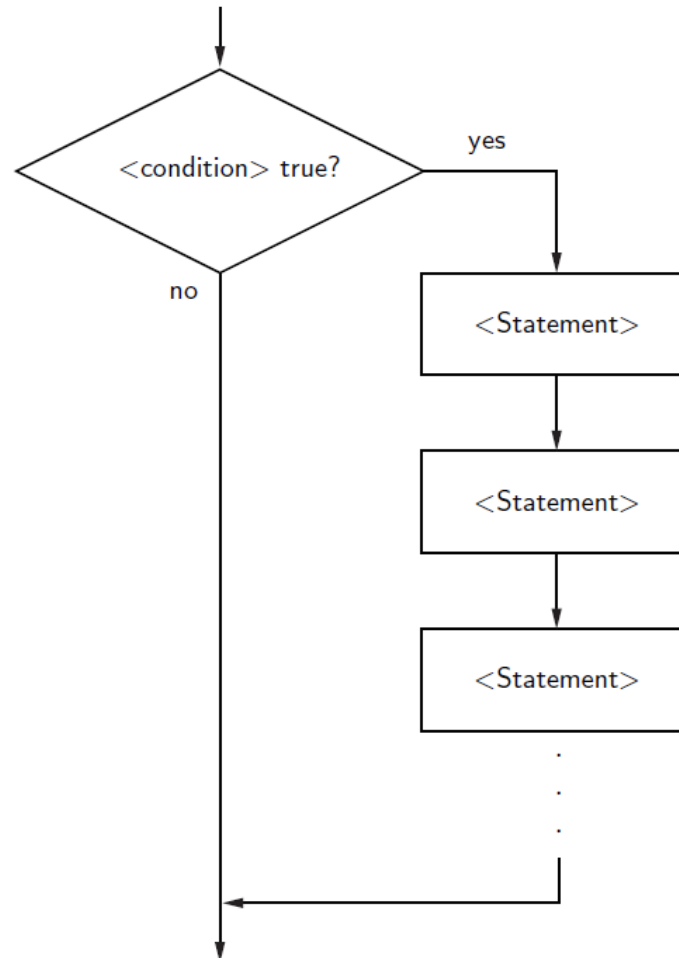 <condition> true?
yes
no
<Statement>
<Statement>
<Statement>
.
.
.